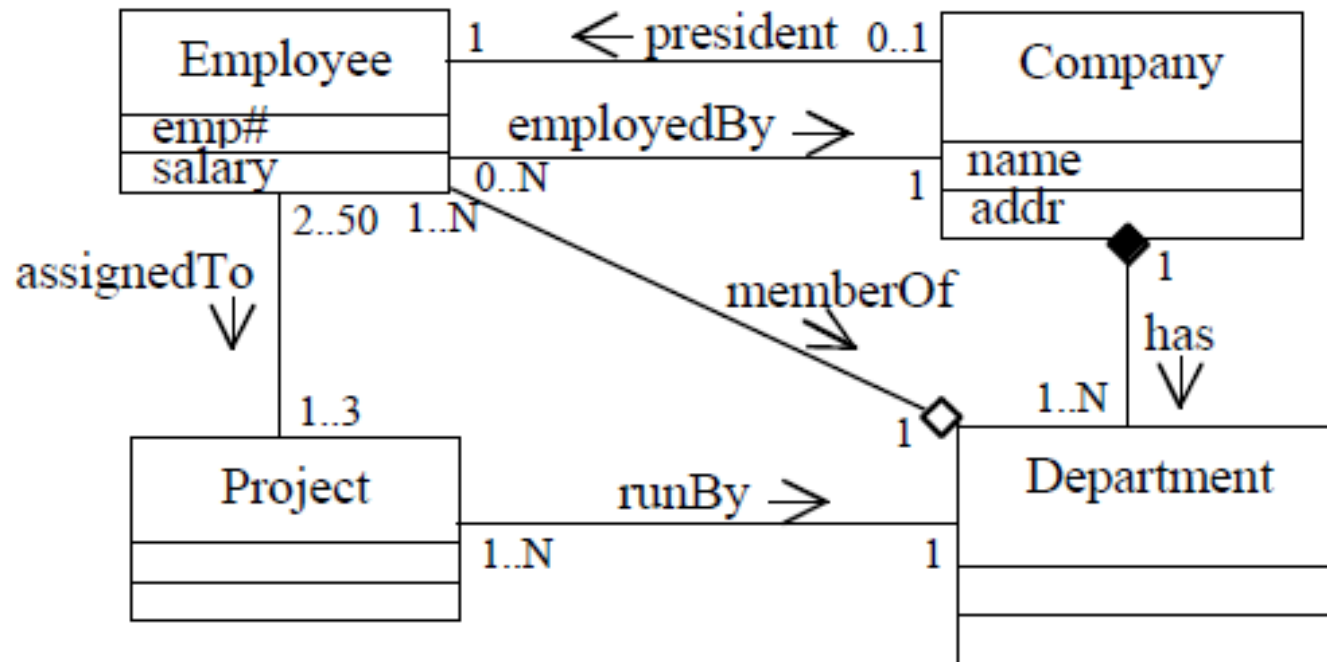 Employee
emp#
salary
1
president
0..1
Company
name
addr
employedBy
0..N
1
1..N
2..50
assignedTo
1..3
memberOf
1
1
has
1..N
Project
runBy
1..N
1
Department